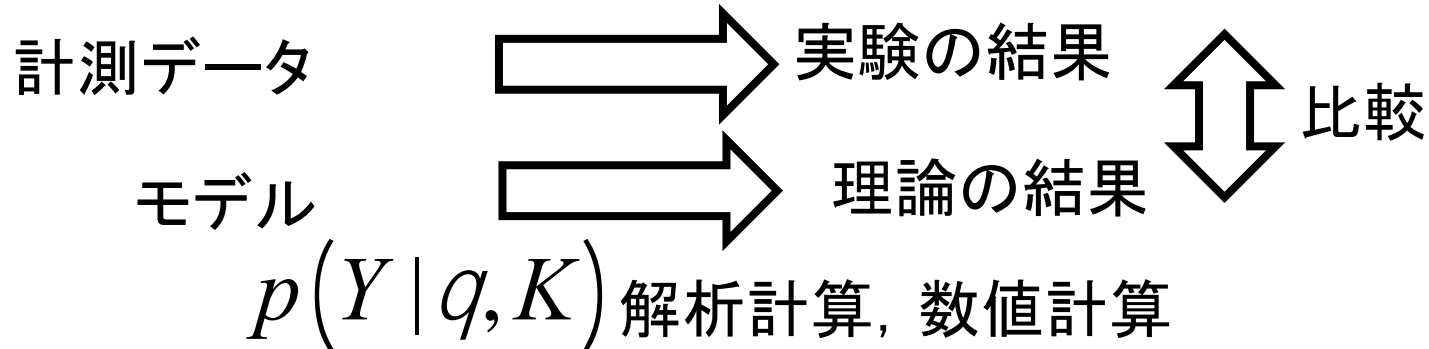 計測データ 実験の結果
比較
モデル 理論の結果
p(Y | q, K) 解析計算, 数値計算